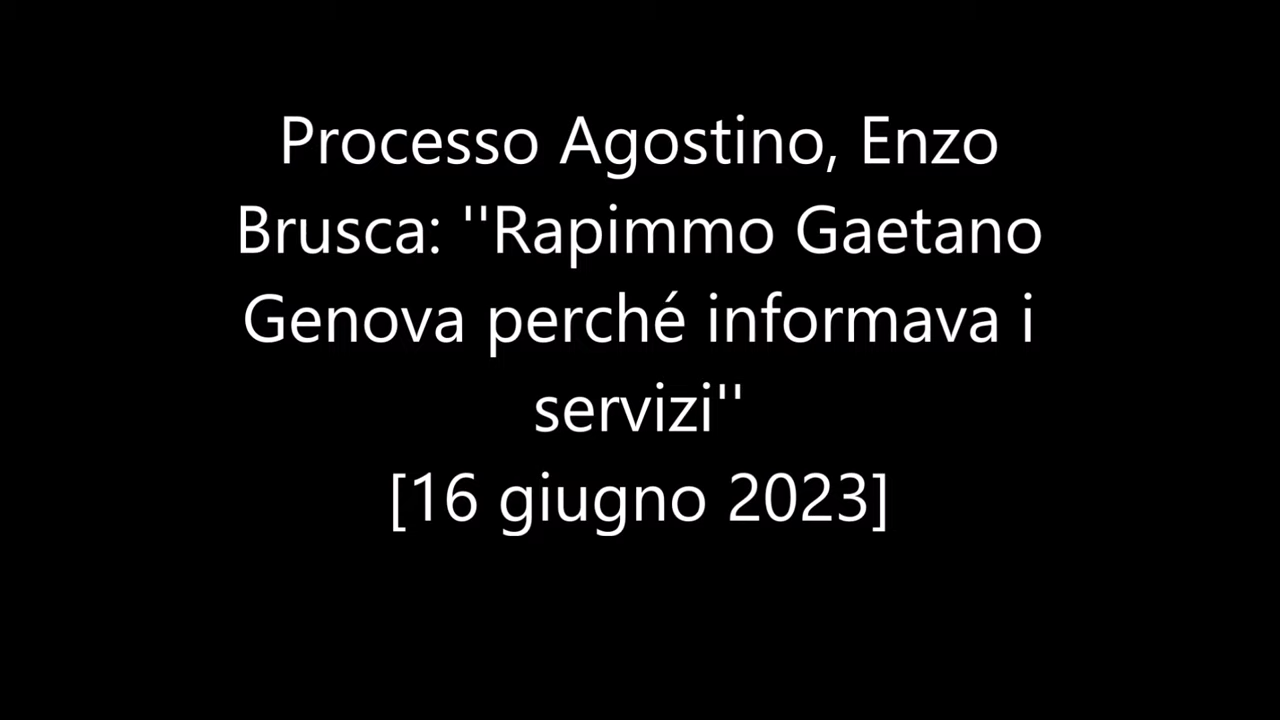 Processo Agostino, Enzo
Brusca: ''Rapimmo Gaetano
Genova perché informava i
servizi''
[16 giugno 2023]